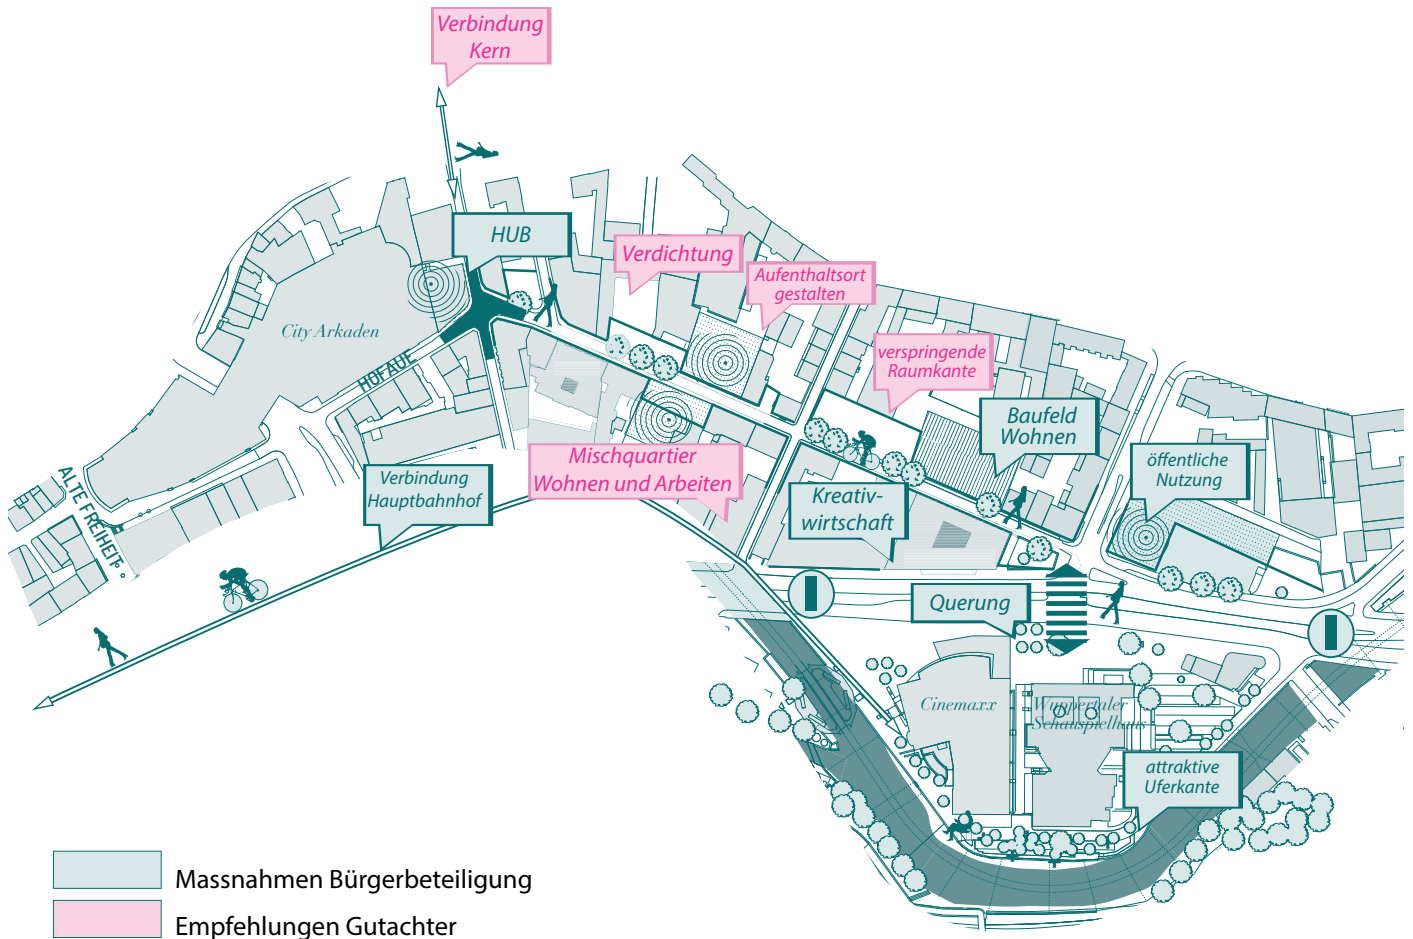 Verbindung
Kern
HUB
Verdichtung
Aufenthaltsort
gestalten
City Arkaden
HOFAUE
verspringende
Raumkante
Baufeld
Wohnen
Mischquartier
Wohnen und Arbeiten
öffentliche
Nutzung
ALTE FREIHEIT
Verbindung
Hauptbahnhof
Kreativ-
wirtschaft
Querung
Cinemaxx
Wuppertaler
Schauspielhaus
attraktive
Uferkante
Massnahmen Bürgerbeteiligung
Empfehlungen Gutachter